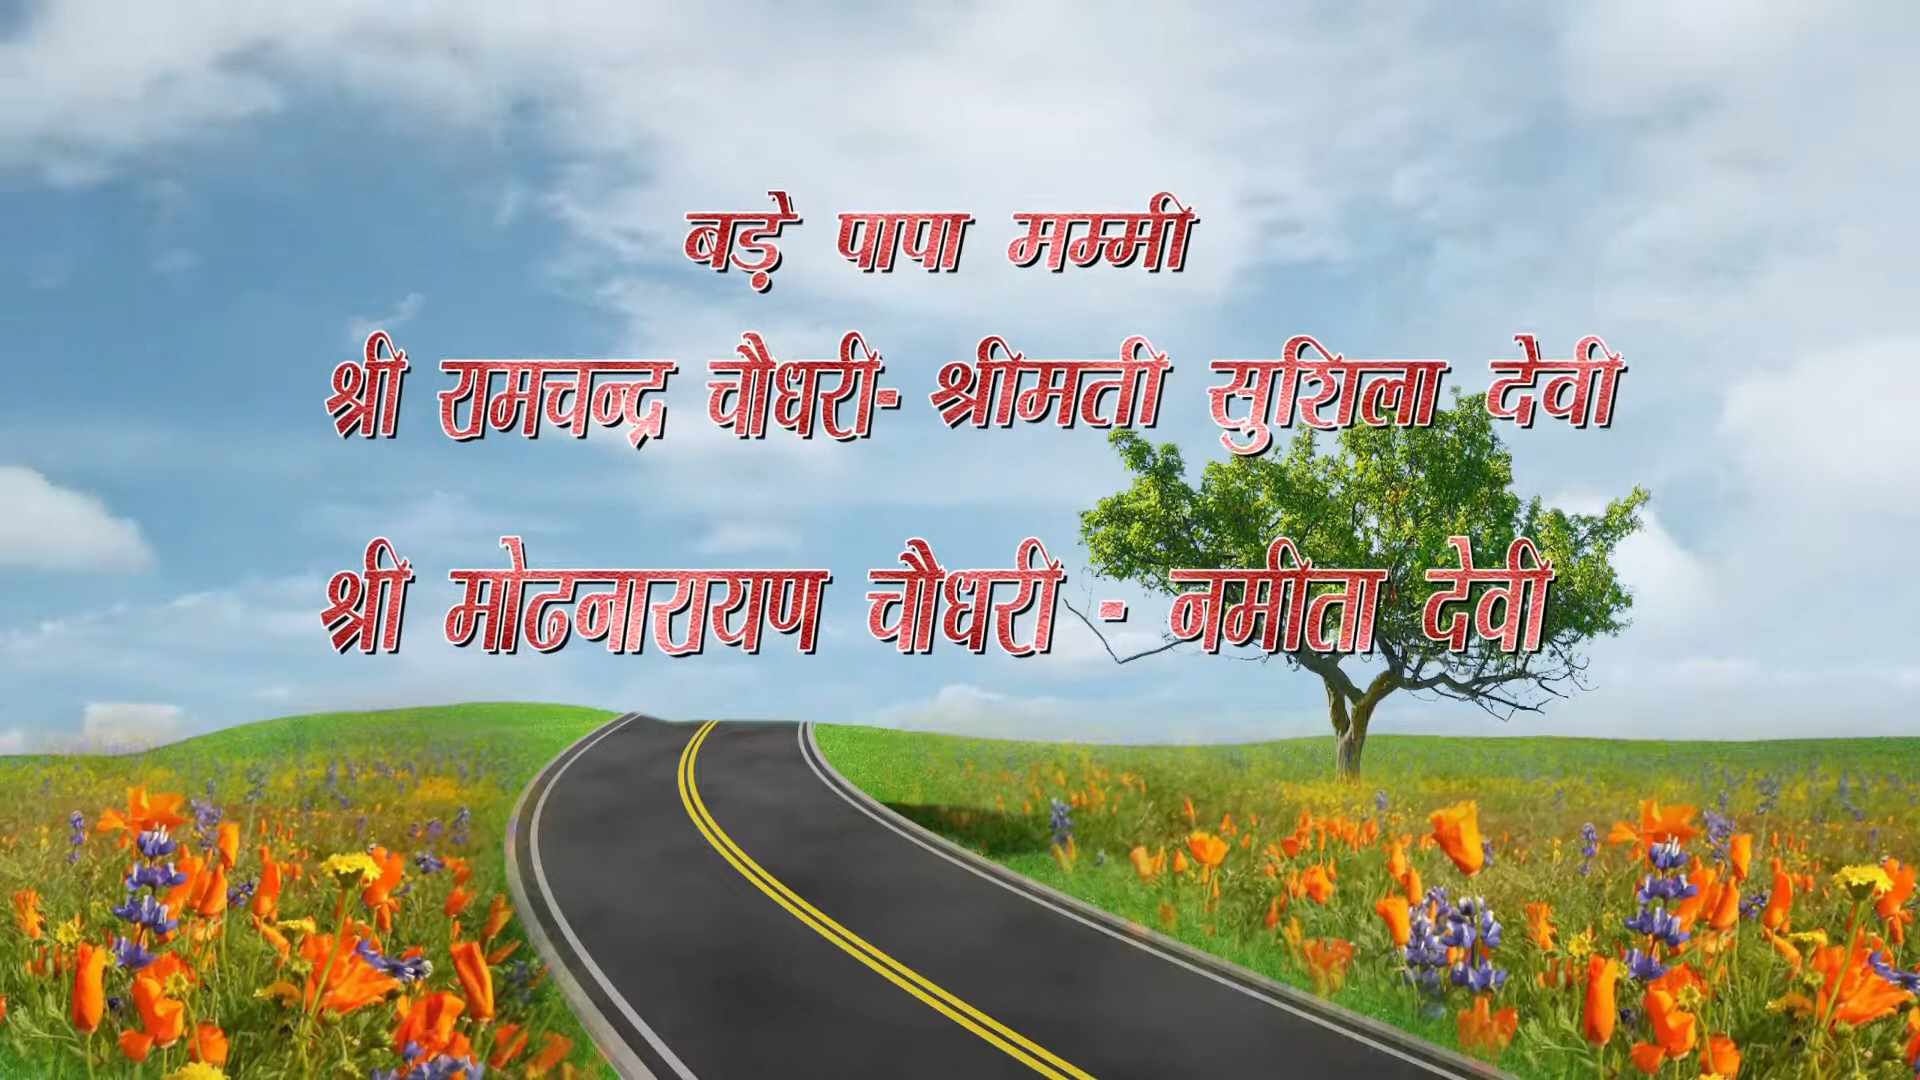 बड़े पापा मम्मी
श्री रामचन्द्र चौधरी- श्रीमती सुशिला देवी
श्री मोढनारायण चौधरी - नमीता देवी